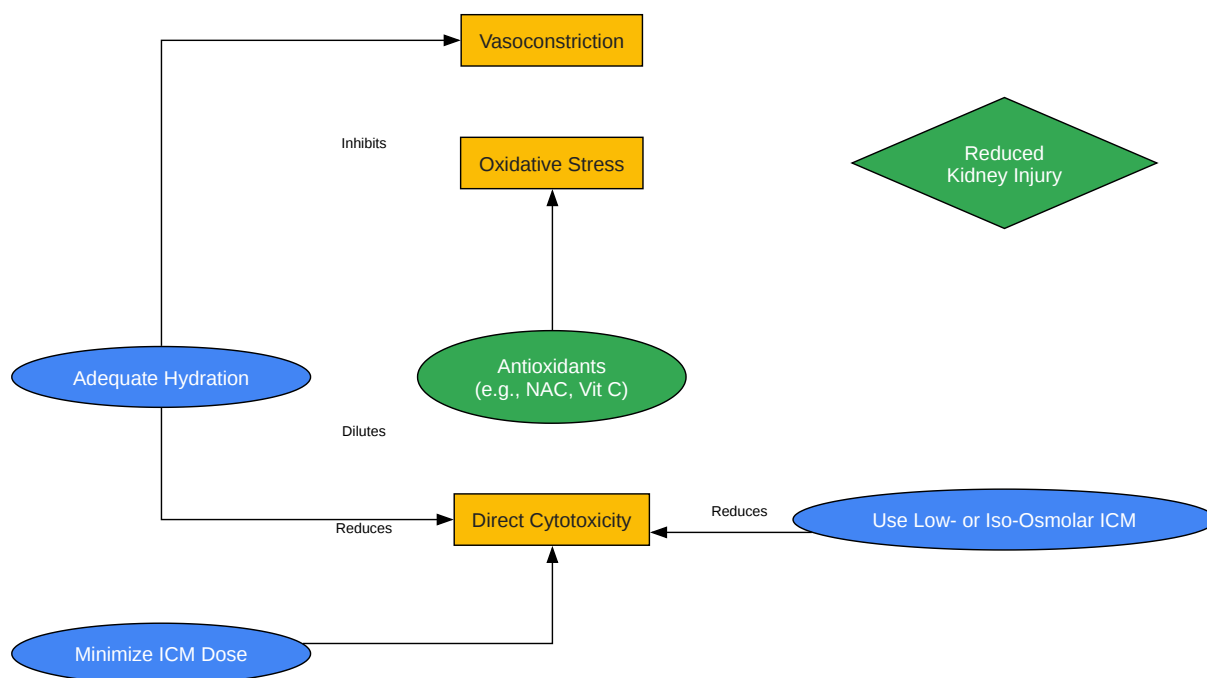 Vasoconstriction
Inhibits
Oxidative Stress
Reduced
Kidney Injury
Adequate Hydration
Antioxidants
(e.g., NAC, Vit C)
Dilutes
Direct Cytotoxicity
Reduces
Reduces
Use Low- or Iso-Osmolar ICM
Minimize ICM Dose